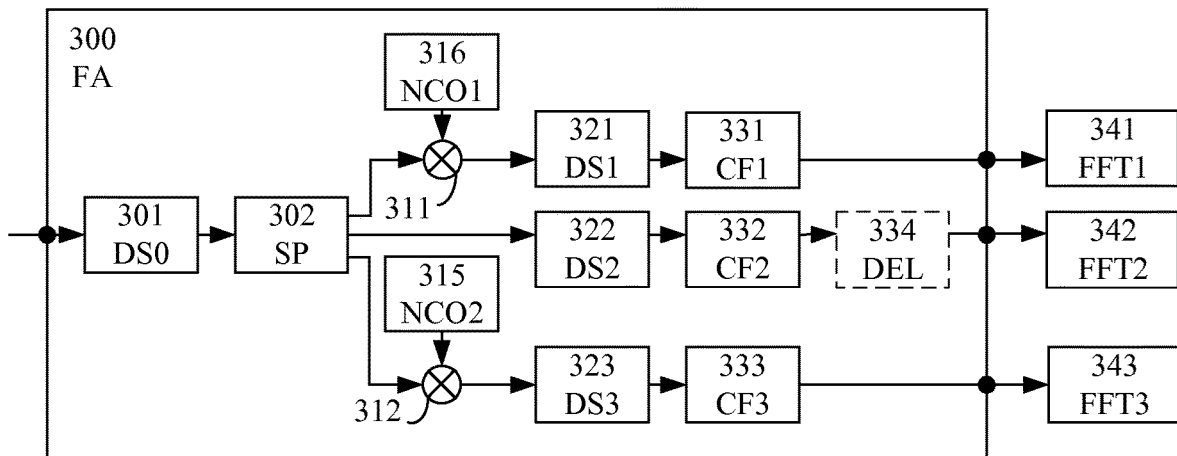 300
FA
316
NCO1
321
DS1
331
CF1
341
FFT1
311
301
DS0
302
SP
322
DS2
332
CF2
334
DEL
342
FFT2
315
NCO2
323
DS3
333
CF3
343
FFT3
312